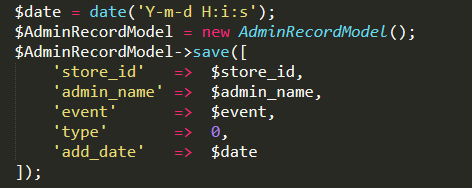 $date = date('Y-m-d H:i:s');
$AdminRecordModel = new AdminRecordModel();
$AdminRecordModel->save([
    'store_id'   =>  $store_id,
    'admin_name' =>  $admin_name,
    'event'      =>  $event,
    'type'       =>  0,
    'add_date'   =>  $date
]);